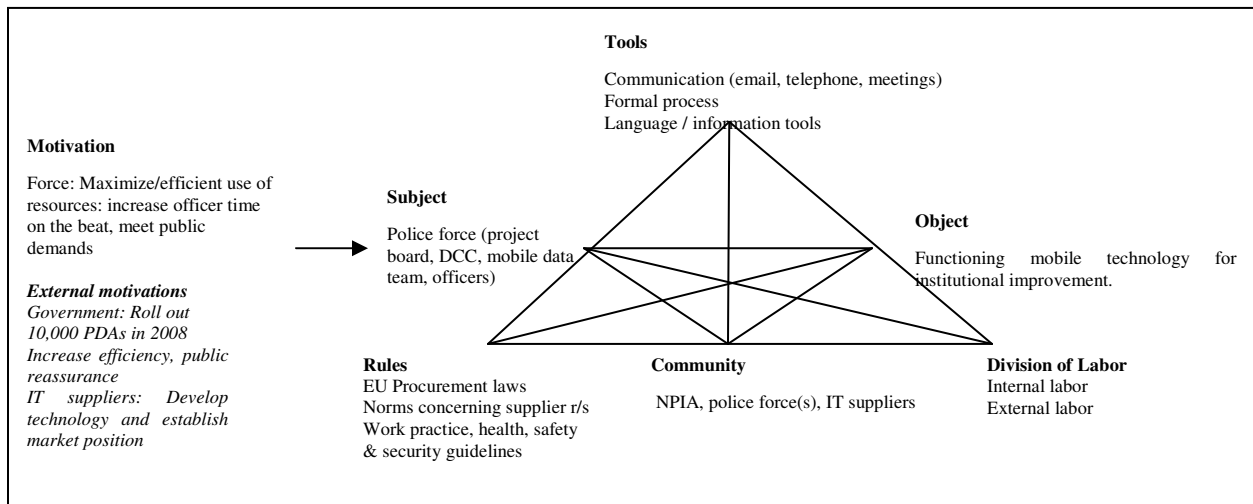 Tools
Communication (email, telephone, meetings)
Formal process
Language / information tools
Motivation
Force: Maximize/efficient use of
resources: increase officer time
on the beat, meet public
demands
External motivations
Government: Roll out
10,000 PDAs in 2008
Increase efficiency, public
reassurance
IT suppliers: Develop
technology and establish
market position
Subject
Police force (project
board, DCC, mobile data
team, officers)
Object
Functioning mobile technology for
institutional improvement.
Rules
EU Procurement laws
Norms concerning supplier r/s
Work practice, health, safety
& security guidelines
Community
NPIA, police force(s), IT suppliers
Division of Labor
Internal labor
External labor